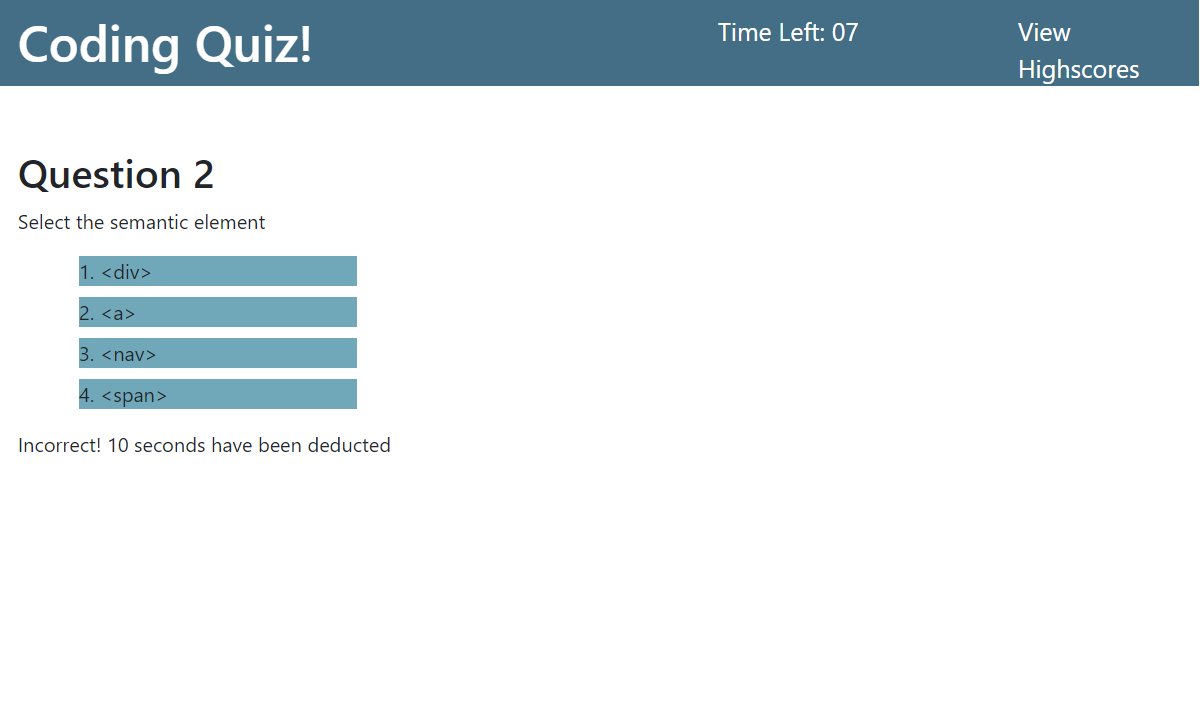 Coding Quiz!
Time Left: 07
View
Highscores
Question 2
Select the semantic element
1. <div>
2. <a>
3. <nav>
4. <span>
Incorrect! 10 seconds have been deducted